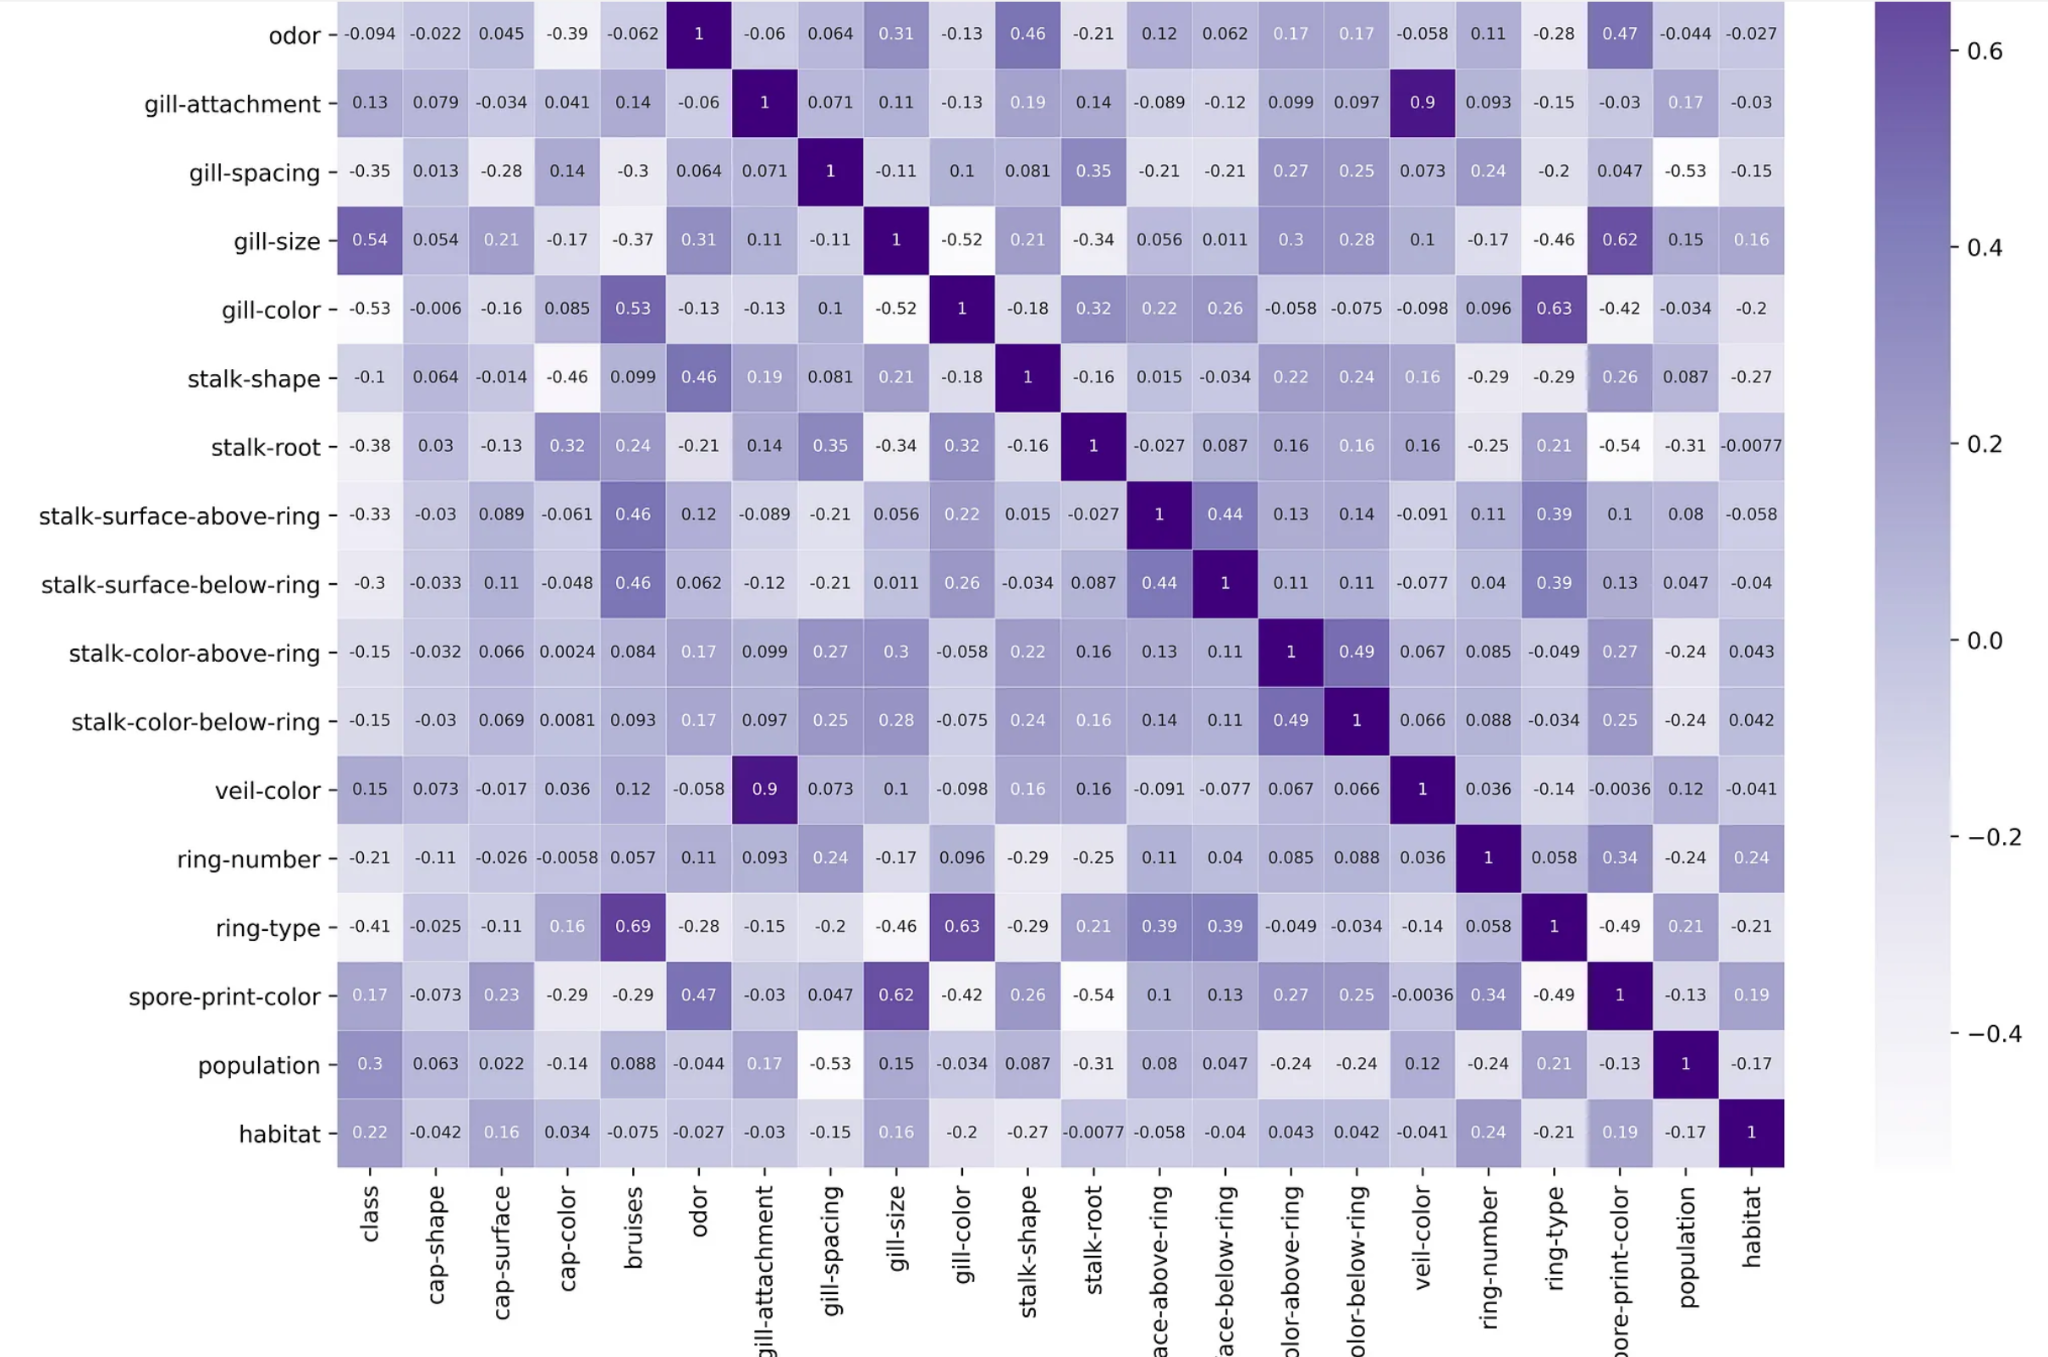 odor -0.094 -0.022 0.045 -0.39 -0.062 1 -0.06 0.064 0.31 -0.13 0.46 -0.21 0.12 0.062 0.17 0.17 -0.058 0.11 -0.28 0.47 -0.044 -0.027
0.6
gill-attachment 0.13 0.079 -0.034 0.041 0.14 -0.06 1 0.071 0.11 -0.13 0.19 0.14 -0.089 -0.12 0.099 0.097 0.9 0.093 -0.15 -0.03 0.17 -0.03
gill-spacing -0.35 0.013 -0.28 0.14 -0.3 0.064 0.071 1 -0.11 0.1 0.081 0.35 -0.21 -0.21 0.27 0.25 0.073 0.24 -0.2 0.047 -0.53 -0.15
gill-size 0.54 0.054 0.21 -0.17 -0.37 0.31 0.11 -0.11 1 -0.52 0.21 -0.34 0.056 0.011 0.3 0.28 0.1 -0.17 -0.46 0.62 0.15 0.16
0.4
gill-color -0.53 -0.006 -0.16 0.085 0.53 -0.13 -0.13 0.1 -0.52 1 -0.18 0.32 0.22 0.26 -0.058 -0.075 -0.098 0.096 0.63 -0.42 -0.034 -0.2
stalk-shape -0.1 0.064 -0.014 -0.46 0.099 0.46 0.19 0.081 0.21 -0.18 1 -0.16 0.015 -0.034 0.22 0.24 0.16 -0.29 -0.29 0.26 0.087 -0.27
stalk-root -0.38 0.03 -0.13 0.32 0.24 -0.21 0.14 0.35 -0.34 0.32 -0.16 1 -0.027 0.087 0.16 0.16 0.16 -0.25 0.21 -0.54 -0.31 -0.0077
0.2
stalk-surface-above-ring -0.33 -0.03 0.089 -0.061 0.46 0.12 -0.089 -0.21 0.056 0.22 0.015 -0.027 1 0.44 0.13 0.14 -0.091 0.11 0.39 0.1 0.08 -0.058
stalk-surface-below-ring -0.3 -0.033 0.11 -0.048 0.46 0.062 -0.12 -0.21 0.011 0.26 -0.034 0.087 0.44 1 0.11 0.11 -0.077 0.04 0.39 0.13 0.047 -0.04
stalk-color-above-ring -0.15 -0.032 0.066 0.0024 0.084 0.17 0.099 0.27 0.3 -0.058 0.22 0.16 0.13 0.11 1 0.49 0.067 0.085 -0.049 0.27 -0.24 0.043
0.0
stalk-color-below-ring -0.15 -0.03 0.069 0.0081 0.093 0.17 0.097 0.25 0.28 -0.075 0.24 0.16 0.14 0.11 0.49 1 0.066 0.088 -0.034 0.25 -0.24 0.042
veil-color 0.15 0.073 -0.017 0.036 0.12 -0.058 0.9 0.073 0.1 -0.098 0.16 0.16 -0.091 -0.077 0.067 0.066 1 0.036 -0.14 -0.0036 0.12 -0.041
−0.2
ring-number -0.21 -0.11 -0.026 -0.0058 0.057 0.11 0.093 0.24 -0.17 0.096 -0.29 -0.25 0.11 0.04 0.085 0.088 0.036 1 0.058 0.34 -0.24 0.24
ring-type -0.41 -0.025 -0.11 0.16 0.69 -0.28 -0.15 -0.2 -0.46 0.63 -0.29 0.21 0.39 0.39 -0.049 -0.034 -0.14 0.058 1 -0.49 0.21 -0.21
spore-print-color 0.17 -0.073 0.23 -0.29 -0.29 0.47 -0.03 0.047 0.62 -0.42 0.26 -0.54 0.1 0.13 0.27 0.25 -0.0036 0.34 -0.49 1 -0.13 0.19
−0.4
population 0.3 0.063 0.022 -0.14 0.088 -0.044 0.17 -0.53 0.15 -0.034 0.087 -0.31 0.08 0.047 -0.24 -0.24 0.12 -0.24 0.21 -0.13 1 -0.17
habitat 0.22 -0.042 0.16 0.034 -0.075 -0.027 -0.03 -0.15 0.16 -0.2 -0.27 -0.0077 -0.058 -0.04 0.043 0.042 -0.041 0.24 -0.21 0.19 -0.17 1
class
cap-shape
cap-surface
cap-color
bruises
odor
gill-attachment
gill-spacing
gill-size
gill-color
stalk-shape
stalk-root
ace-above-ring
ace-below-ring
olor-above-ring
olor-below-ring
veil-color
ring-number
ring-type
pore-print-color
population
habitat